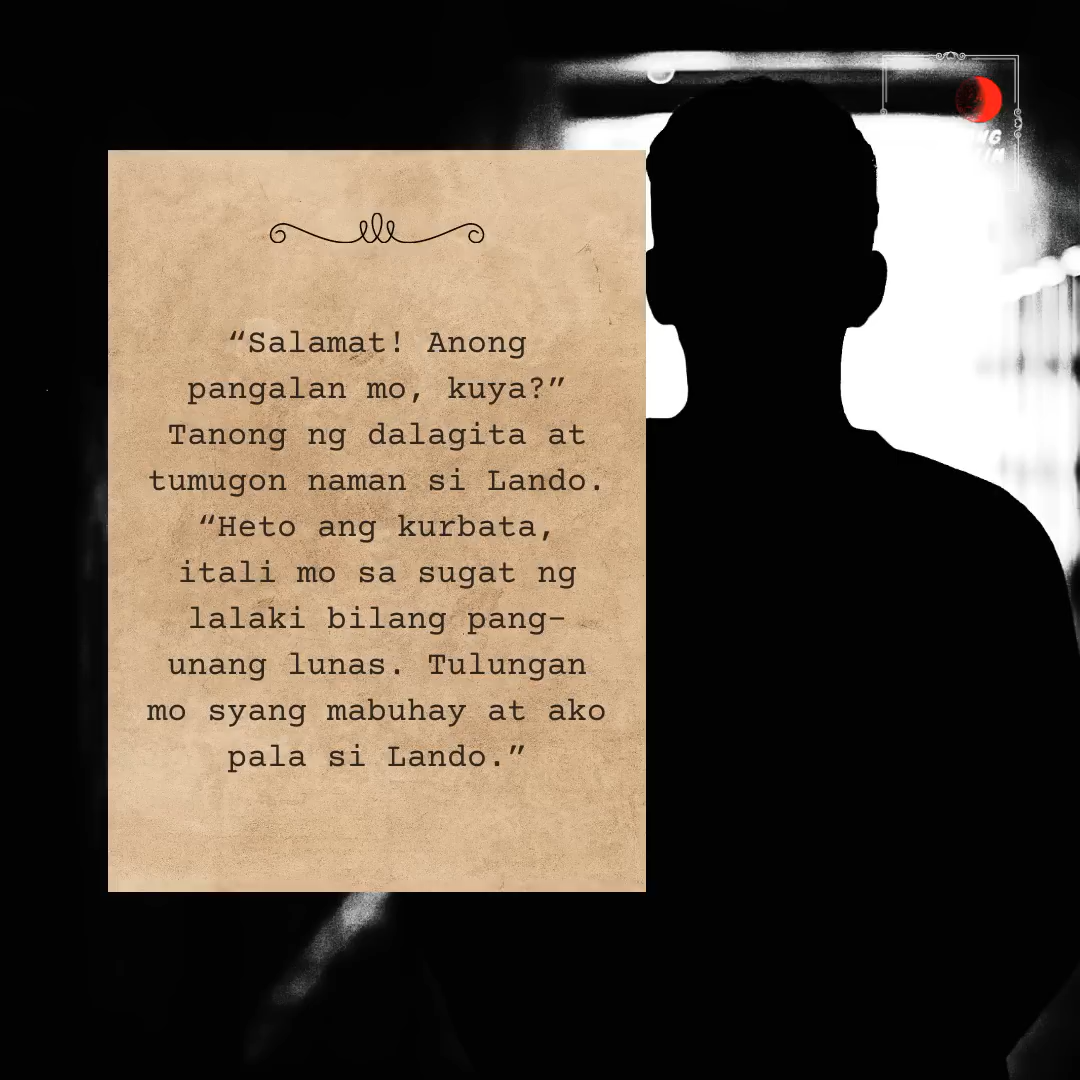 “Salamat! Anong
pangalan mo, kuya?”
Tanong ng dalagita at
tumugon naman si Lando.
“Heto ang kurbata,
itali mo sa sugat ng
lalaki bilang pang-
unang lunas. Tulungan
mo syang mabuhay at ako
pala si Lando.”